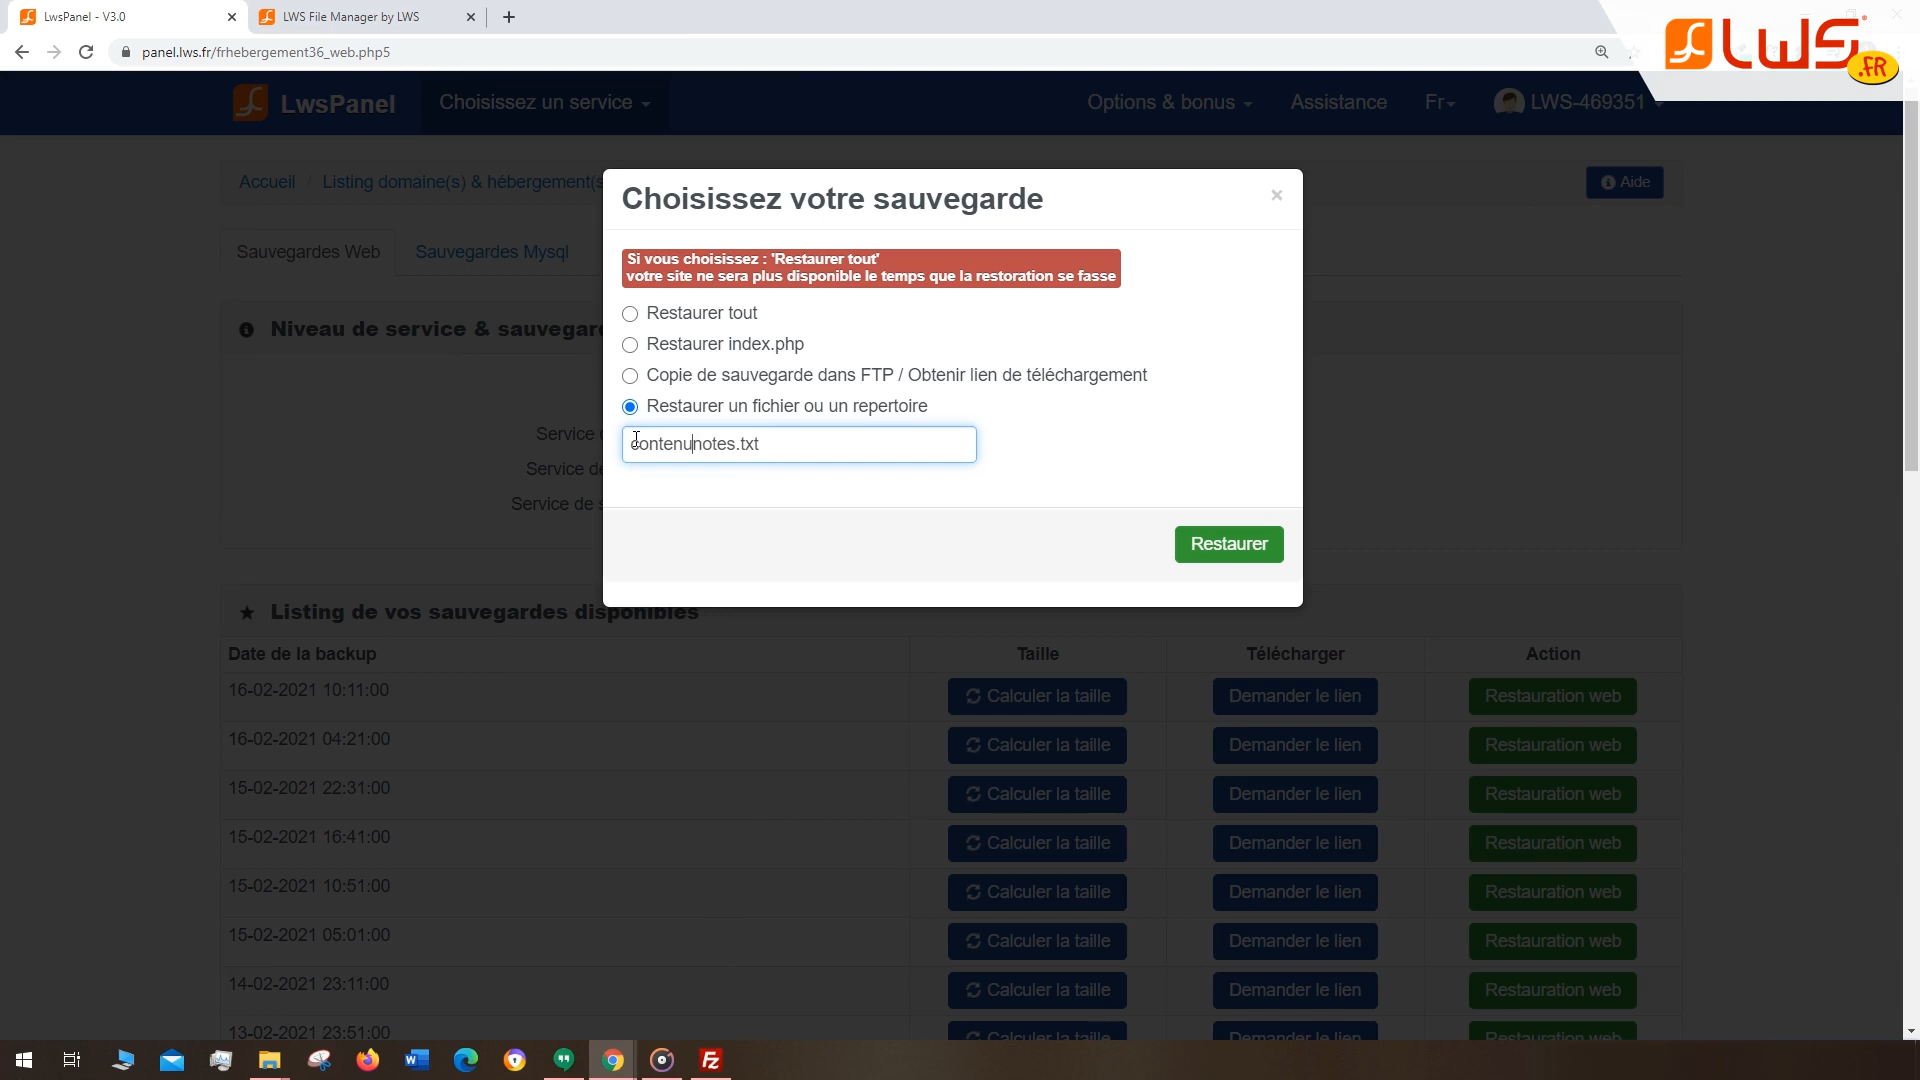 LwsPanel - V3.0
LWS File Manager by LWS
panel.lws.fr/frhebergement36_web.php5
LWS
.FR
LwsPanel
Choisissez un service
Options & bonus
Assistance
Fr
LWS-469351
Accueil / Listing domaine(s) & hébergement(s
Aide
Sauvegardes Web
Sauvegardes Mysql
Niveau de service & sauvegar
Service
Service de
Service de
Choisissez votre sauvegarde
×
Si vous choisissez : 'Restaurer tout'
votre site ne sera plus disponible le temps que la restoration se fasse
Restaurer tout
Restaurer index.php
Copie de sauvegarde dans FTP / Obtenir lien de téléchargement
Restaurer un fichier ou un repertoire
contenunotes.txt
Restaurer
Listing de vos sauvegardes disponibles
Date de la backup Taille Télécharger Action
16-02-2021 10:11:00 Calculer la taille Demander le lien Restauration web
16-02-2021 04:21:00 Calculer la taille Demander le lien Restauration web
15-02-2021 22:31:00 Calculer la taille Demander le lien Restauration web
15-02-2021 16:41:00 Calculer la taille Demander le lien Restauration web
15-02-2021 10:51:00 Calculer la taille Demander le lien Restauration web
15-02-2021 05:01:00 Calculer la taille Demander le lien Restauration web
14-02-2021 23:11:00 Calculer la taille Demander le lien Restauration web
13-02-2021 23:51:00 Calculer la taille Demander le lien Restauration web